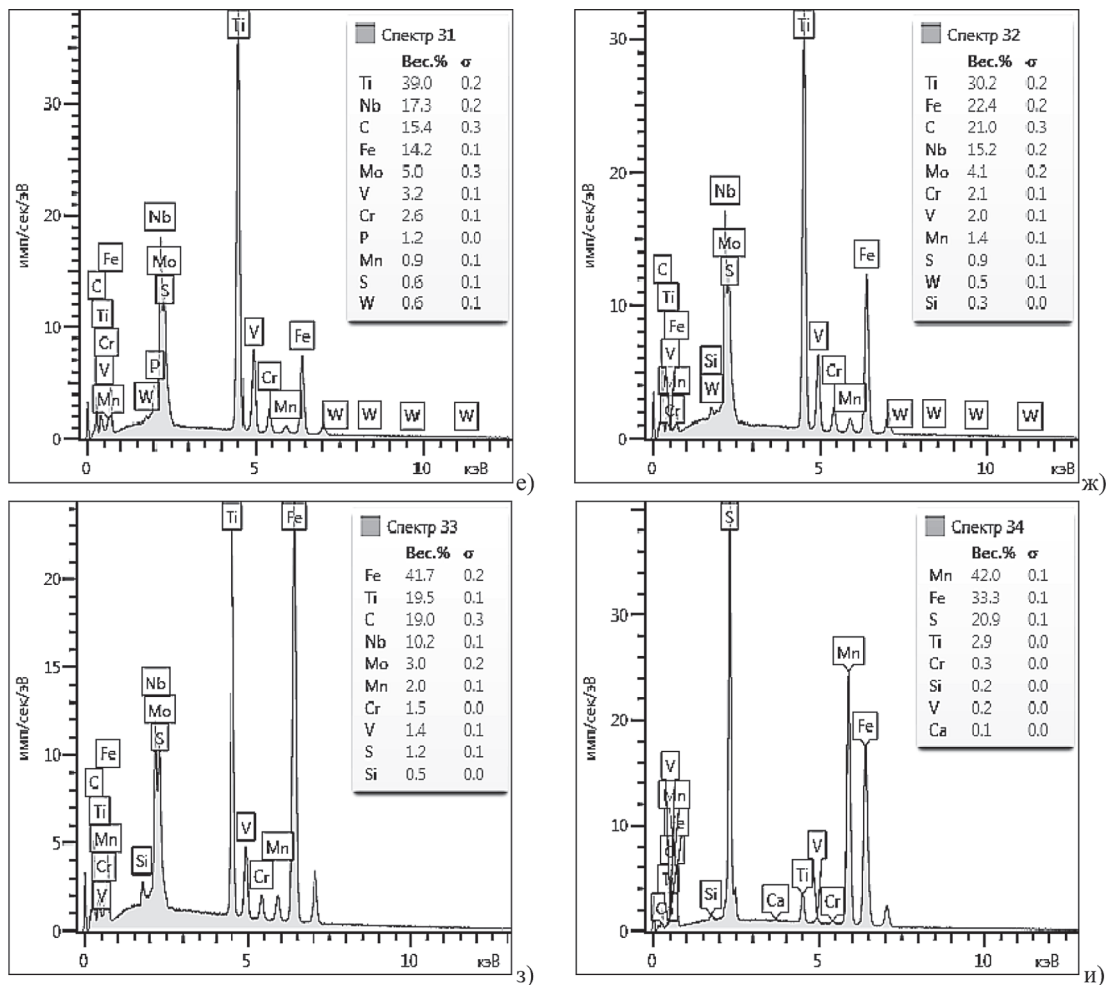 Спектр 31
Вес.% σ
Ti 39.0 0.2
Nb 17.3 0.2
C 15.4 0.3
Fe 14.2 0.1
Mo 5.0 0.3
V 3.2 0.1
Cr 2.6 0.1
P 1.2 0.0
Mn 0.9 0.1
S 0.6 0.1
W 0.6 0.1
имп/сек/эВ
30
20
10
0
Ti
Nb
Mo
S
Fe
C
Ti
Cr
V
Mn
P
W
V
Cr
Mn
Fe
W W W W
0 5 10 кэВ
е)
Спектр 32
Вес.% σ
Ti 30.2 0.2
Fe 22.4 0.2
C 21.0 0.3
Nb 15.2 0.2
Mo 4.1 0.2
Cr 2.1 0.1
V 2.0 0.1
Mn 1.4 0.1
S 0.9 0.1
W 0.5 0.1
Si 0.3 0.0
имп/сек/эВ
30
20
10
0
Ti
Nb
Mo
S
C
Ti
Fe
V
Mn
Cr
Si
W
V
Cr
Mn
Fe
W W W W
0 5 10 кэВ
ж)
Спектр 33
Вес.% σ
Fe 41.7 0.2
Ti 19.5 0.1
C 19.0 0.3
Nb 10.2 0.1
Mo 3.0 0.2
Mn 2.0 0.1
Cr 1.5 0.0
V 1.4 0.1
S 1.2 0.1
Si 0.5 0.0
имп/сек/эВ
20
15
10
5
0
Ti
Fe
Nb
Mo
S
Fe
C
Ti
Mn
Cr
V
Si
V
Cr
Mn
0 5 10 кэВ
з)
Спектр 34
Вес.% σ
Mn 42.0 0.1
Fe 33.3 0.1
S 20.9 0.1
Ti 2.9 0.0
Cr 0.3 0.0
Si 0.2 0.0
V 0.2 0.0
Ca 0.1 0.0
имп/сек/эВ
30
20
10
0
S
Mn
Fe
V
Mn
Si
Ca
Ti
V
Cr
0 5 10 кэВ
и)